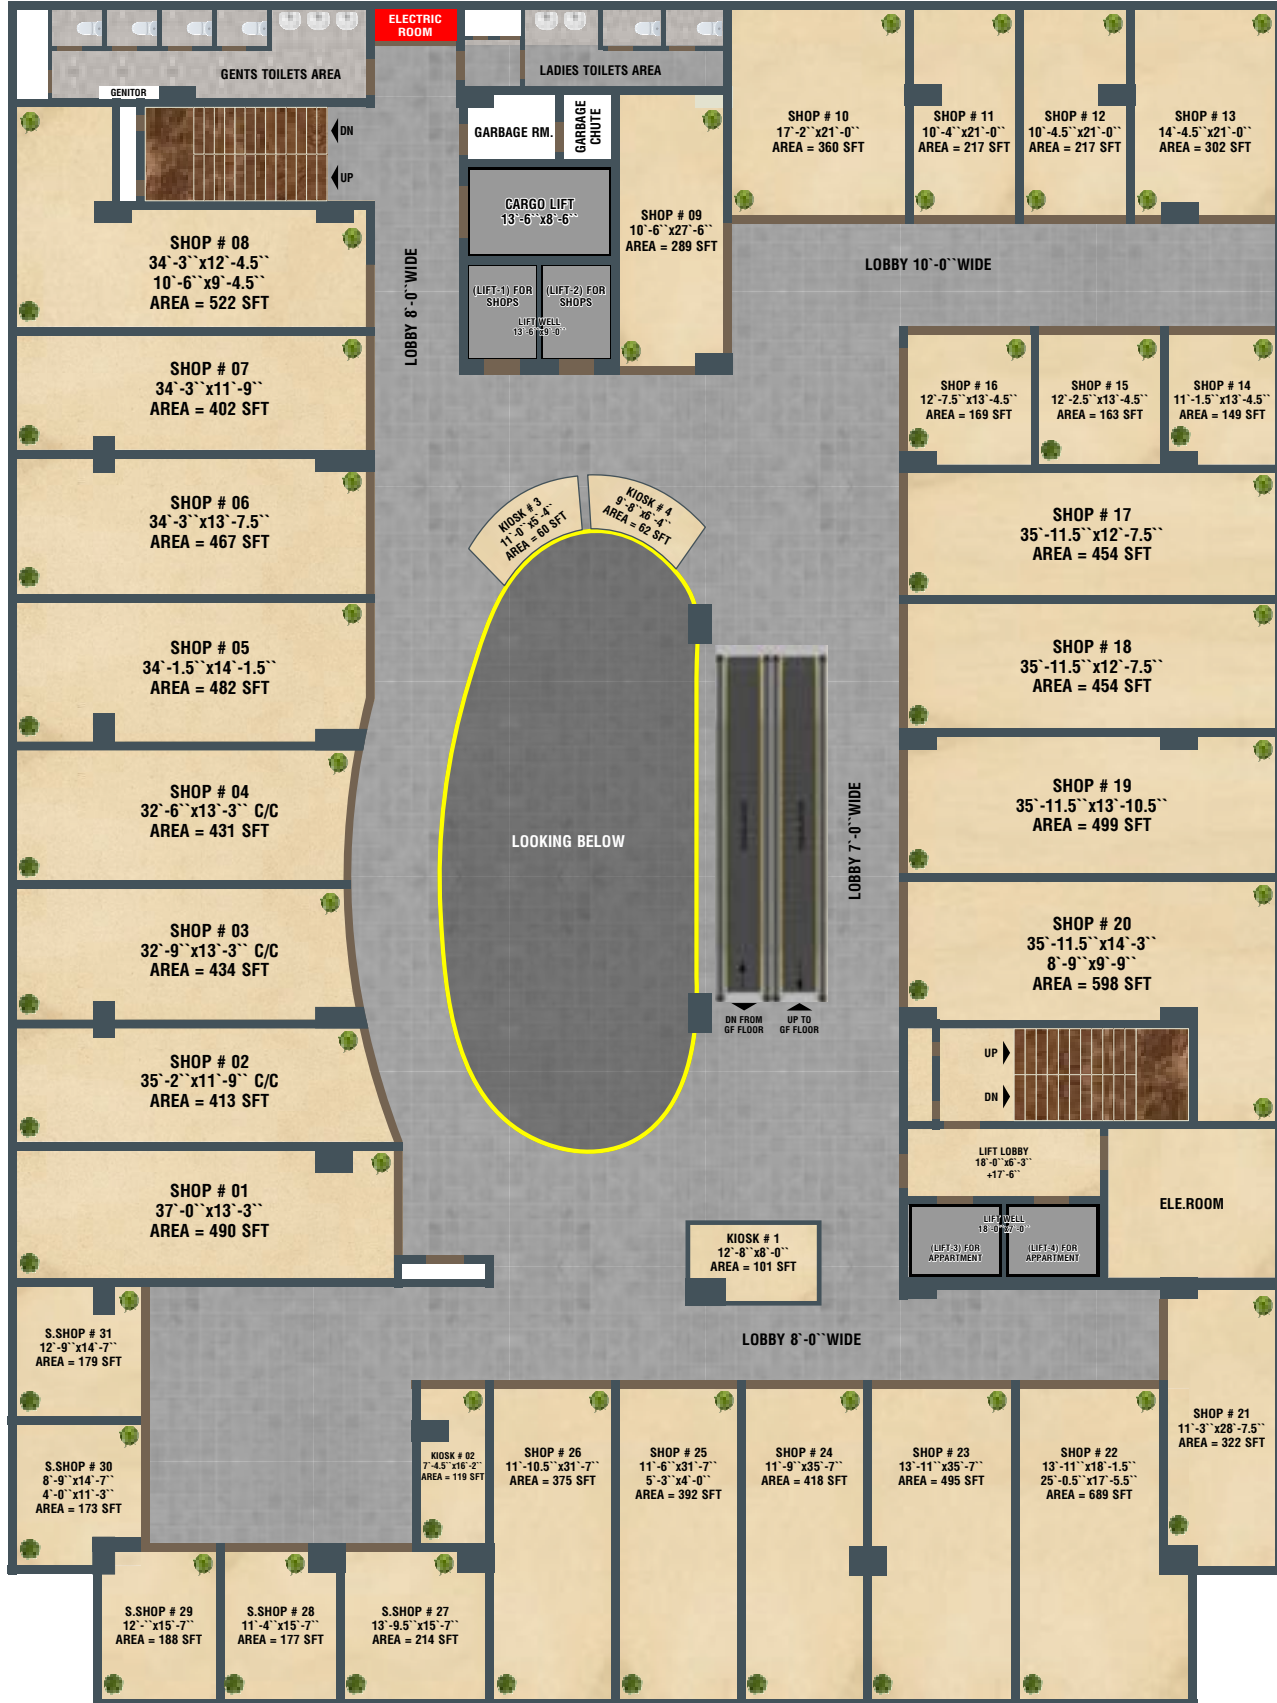 ELECTRIC
ROOM
GENTS TOILETS AREA
LADIES TOILETS AREA
GENITOR
DN
UP
GARBAGE RM.
GARBAGE
CHUTE
CARGO LIFT
13`-6``x8`-6``
(LIFT-1) FOR
SHOPS
(LIFT-2) FOR
SHOPS
LIFT WELL
13`-6``x9`-0``
SHOP # 09
10`-6``x27`-6``
AREA = 289 SFT
SHOP # 10
17`-2``x21`-0``
AREA = 360 SFT
SHOP # 11
10`-4``x21`-0``
AREA = 217 SFT
SHOP # 12
10`-4.5``x21`-0``
AREA = 217 SFT
SHOP # 13
14`-4.5``x21`-0``
AREA = 302 SFT
LOBBY 10`-0``WIDE
LOBBY 8`-0``WIDE
SHOP # 08
34`-3``x12`-4.5``
10`-6``x9`-4.5``
AREA = 522 SFT
SHOP # 07
34`-3``x11`-9``
AREA = 402 SFT
SHOP # 06
34`-3``x13`-7.5``
AREA = 467 SFT
SHOP # 05
34`-1.5``x14`-1.5``
AREA = 482 SFT
SHOP # 04
32`-6``x13`-3`` C/C
AREA = 431 SFT
SHOP # 03
32`-9``x13`-3`` C/C
AREA = 434 SFT
SHOP # 02
35`-2``x11`-9`` C/C
AREA = 413 SFT
SHOP # 01
37`-0``x13`-3``
AREA = 490 SFT
KIOSK # 3
11`-0``x5`-4``
AREA = 60 SFT
KIOSK # 4
9`-8``x6`-4``
AREA = 62 SFT
LOOKING BELOW
LOBBY 7`-0``WIDE
DN FROM
GF FLOOR
UP TO
GF FLOOR
SHOP # 16
12`-7.5``x13`-4.5``
AREA = 169 SFT
SHOP # 15
12`-2.5``x13`-4.5``
AREA = 163 SFT
SHOP # 14
11`-1.5``x13`-4.5``
AREA = 149 SFT
SHOP # 17
35`-11.5``x12`-7.5``
AREA = 454 SFT
SHOP # 18
35`-11.5``x12`-7.5``
AREA = 454 SFT
SHOP # 19
35`-11.5``x13`-10.5``
AREA = 499 SFT
SHOP # 20
35`-11.5``x14`-3``
8`-9``x9`-9``
AREA = 598 SFT
UP
DN
LIFT LOBBY
18`-0``x6`-3``
+17`-6``
ELE.ROOM
LIFT WELL
18`-0``x7`-0``
(LIFT-3) FOR
APPARTMENT
(LIFT-4) FOR
APPARTMENT
KIOSK # 1
12`-8``x8`-0``
AREA = 101 SFT
LOBBY 8`-0``WIDE
S.SHOP # 31
12`-9``x14`-7``
AREA = 179 SFT
S.SHOP # 30
8`-9``x14`-7``
4`-0``x11`-3``
AREA = 173 SFT
S.SHOP # 29
12`-``x15`-7``
AREA = 188 SFT
S.SHOP # 28
11`-4``x15`-7``
AREA = 177 SFT
S.SHOP # 27
13`-9.5``x15`-7``
AREA = 214 SFT
KIOSK # 02
7`-4.5``x16`-2``
AREA = 119 SFT
SHOP # 26
11`-10.5``x31`-7``
AREA = 375 SFT
SHOP # 25
11`-6``x31`-7``
5`-3``x4`-0``
AREA = 392 SFT
SHOP # 24
11`-9``x35`-7``
AREA = 418 SFT
SHOP # 23
13`-11``x35`-7``
AREA = 495 SFT
SHOP # 22
13`-11``x18`-1.5``
25`-0.5``x17`-5.5``
AREA = 689 SFT
SHOP # 21
11`-3``x28`-7.5``
AREA = 322 SFT